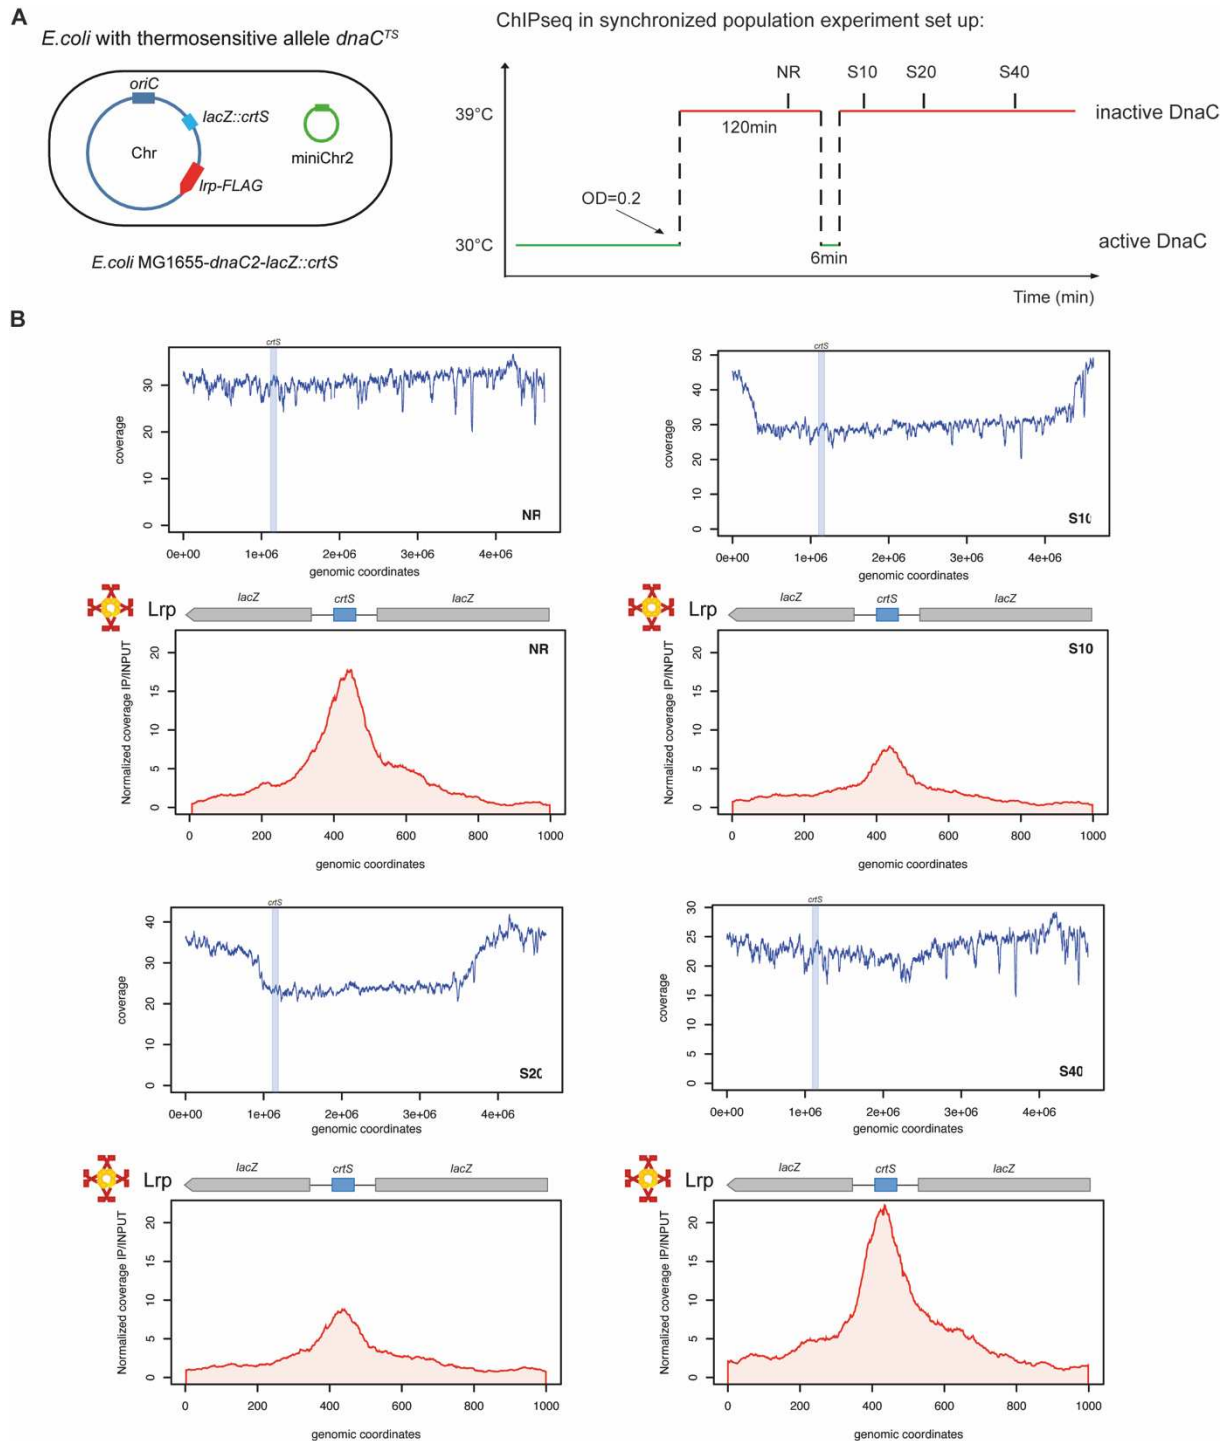 A
E.coli with thermosensitive allele dnaC^TS
oriC
lacZ::crtS
Chr
miniChr2
lrp-FLAG
E.coli MG1655-dnaC2-lacZ::crtS
ChIPseq in synchronized population experiment set up:
NR S10 S20 S40
39°C
120min
inactive DnaC
OD=0.2
30°C
6min
active DnaC
Time (min)
B
crtS
coverage
30
20
10
0
NR
0e+00 1e+06 2e+06 3e+06 4e+06
genomic coordinates
crtS
coverage
50
40
30
20
10
0
S10
0e+00 1e+06 2e+06 3e+06 4e+06
genomic coordinates
Lrp
lacZ crtS lacZ
Normalized coverage IP/INPUT
20
15
10
5
0
NR
0 200 400 600 800 1000
genomic coordinates
Lrp
lacZ crtS lacZ
Normalized coverage IP/INPUT
20
15
10
5
0
S10
0 200 400 600 800 1000
genomic coordinates
crtS
coverage
40
30
20
10
0
S20
0e+00 1e+06 2e+06 3e+06 4e+06
genomic coordinates
crtS
coverage
30
25
20
15
10
5
0
S40
0e+00 1e+06 2e+06 3e+06 4e+06
genomic coordinates
Lrp
lacZ crtS lacZ
Normalized coverage IP/INPUT
20
15
10
5
0
0 200 400 600 800 1000
genomic coordinates
Lrp
lacZ crtS lacZ
Normalized coverage IP/INPUT
20
15
10
5
0
0 200 400 600 800 1000
genomic coordinates